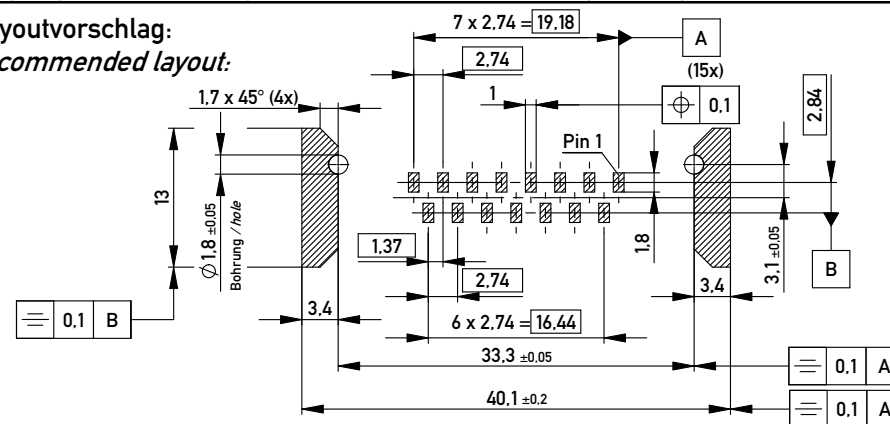 youtvorschlag:
commended layout:
7 x 2,74 = 19,18
A
2,74
(15x)
1,7 x 45° (4x)
1
⌖ 0,1
2,84
Pin 1
13
Ø 1,8 ±0,05
Bohrung / hole
1,8
3,1 ±0,05
1,37
B
2,74
3,4
3,4
⌯ 0,1 B
6 x 2,74 = 16,44
33,3 ±0,05
⌯ 0,1 A
40,1 ±0,2
⌯ 0,1 A